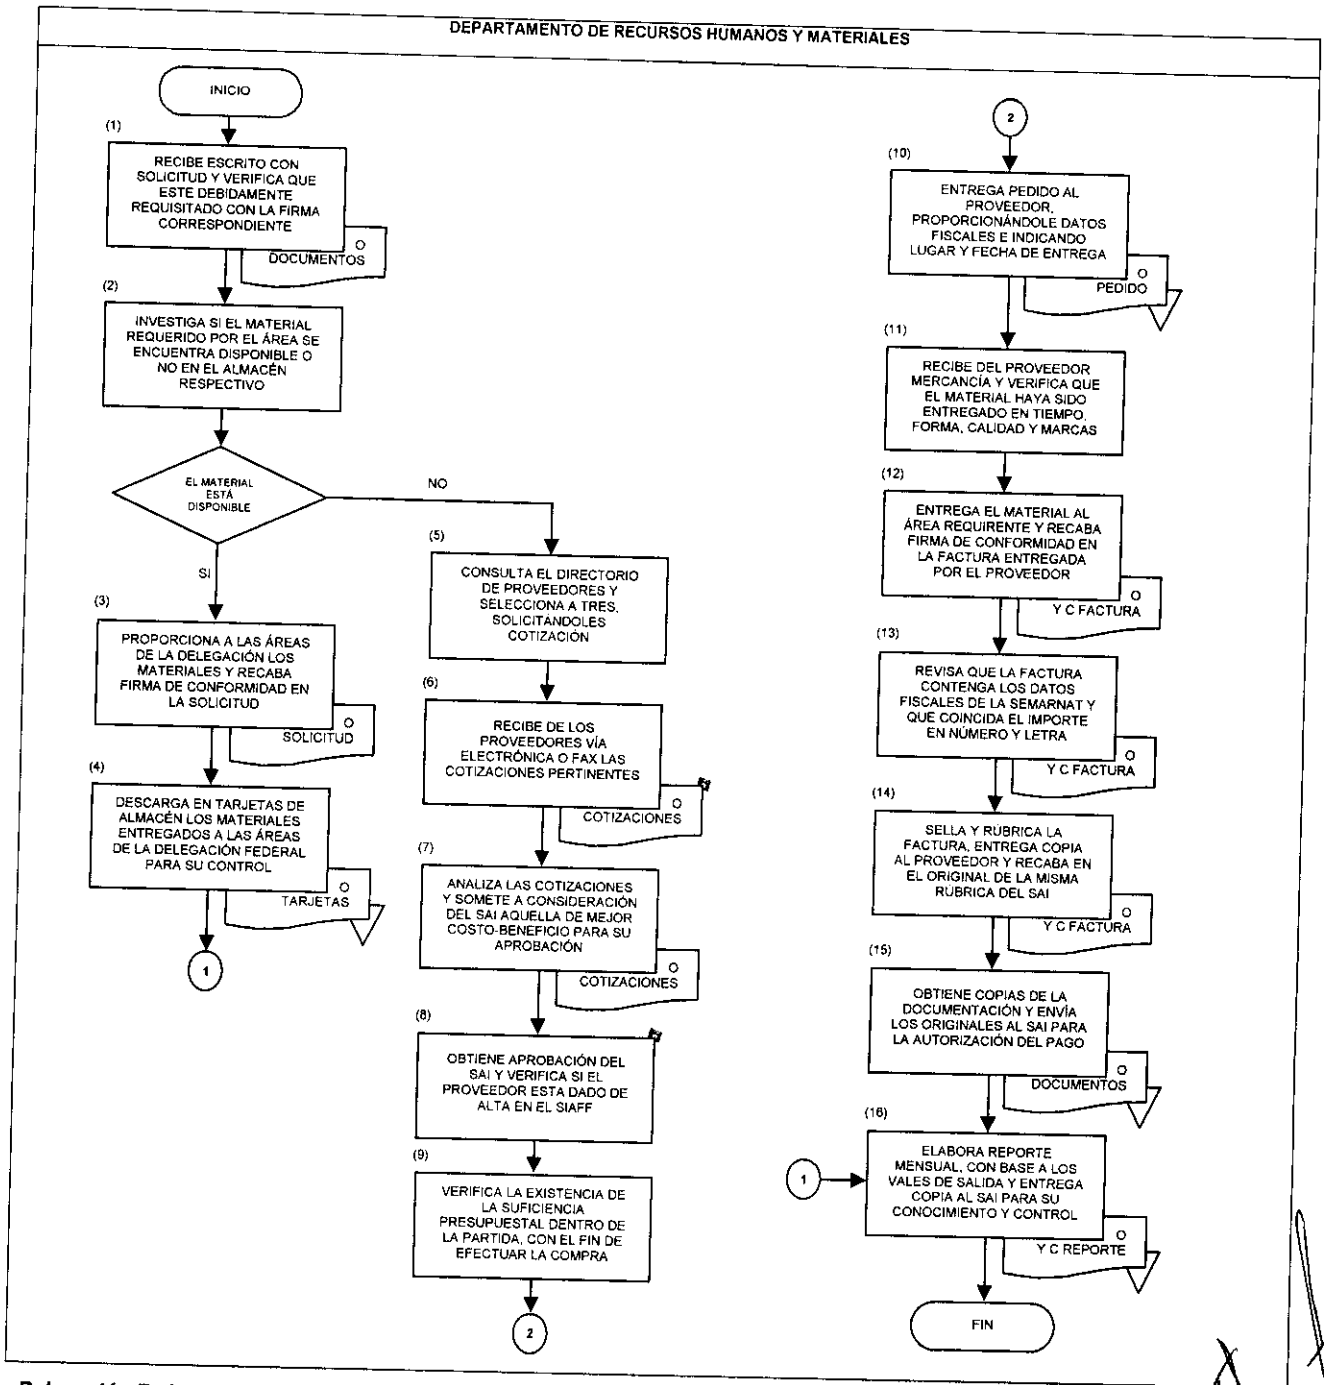 DEPARTAMENTO DE RECURSOS HUMANOS Y MATERIALES
INICIO
(1)
RECIBE ESCRITO CON
SOLICITUD Y VERIFICA QUE
ESTE DEBIDAMENTE
REQUISITADO CON LA FIRMA
CORRESPONDIENTE
O
DOCUMENTOS
(2)
INVESTIGA SI EL MATERIAL
REQUERIDO POR EL ÁREA SE
ENCUENTRA DISPONIBLE O
NO EN EL ALMACÉN
RESPECTIVO
EL MATERIAL
ESTÁ
DISPONIBLE
NO
SI
(3)
PROPORCIONA A LAS ÁREAS
DE LA DELEGACIÓN LOS
MATERIALES Y RECABA
FIRMA DE CONFORMIDAD EN
LA SOLICITUD
O
SOLICITUD
(4)
DESCARGA EN TARJETAS DE
ALMACÉN LOS MATERIALES
ENTREGADOS A LAS ÁREAS
DE LA DELEGACIÓN FEDERAL
PARA SU CONTROL
O
TARJETAS
1
(5)
CONSULTA EL DIRECTORIO
DE PROVEEDORES Y
SELECCIONA A TRES,
SOLICITÁNDOLES
COTIZACIÓN
(6)
RECIBE DE LOS
PROVEEDORES VÍA
ELECTRÓNICA O FAX LAS
COTIZACIONES PERTINENTES
O
COTIZACIONES
(7)
ANALIZA LAS COTIZACIONES
Y SOMETE A CONSIDERACIÓN
DEL SAI AQUELLA DE MEJOR
COSTO-BENEFICIO PARA SU
APROBACIÓN
O
COTIZACIONES
(8)
OBTIENE APROBACIÓN DEL
SAI Y VERIFICA SI EL
PROVEEDOR ESTA DADO DE
ALTA EN EL SIAFF
(9)
VERIFICA LA EXISTENCIA DE
LA SUFICIENCIA
PRESUPUESTAL DENTRO DE
LA PARTIDA, CON EL FIN DE
EFECTUAR LA COMPRA
2
2
(10)
ENTREGA PEDIDO AL
PROVEEDOR,
PROPORCIONÁNDOLE DATOS
FISCALES E INDICANDO
LUGAR Y FECHA DE ENTREGA
O
PEDIDO
(11)
RECIBE DEL PROVEEDOR
MERCANCÍA Y VERIFICA QUE
EL MATERIAL HAYA SIDO
ENTREGADO EN TIEMPO,
FORMA, CALIDAD Y MARCAS
(12)
ENTREGA EL MATERIAL AL
ÁREA REQUIRENTE Y RECABA
FIRMA DE CONFORMIDAD EN
LA FACTURA ENTREGADA
POR EL PROVEEDOR
O
Y C FACTURA
(13)
REVISA QUE LA FACTURA
CONTENGA LOS DATOS
FISCALES DE LA SEMARNAT Y
QUE COINCIDA EL IMPORTE
EN NÚMERO Y LETRA
O
Y C FACTURA
(14)
SELLA Y RÚBRICA LA
FACTURA, ENTREGA COPIA
AL PROVEEDOR Y RECABA EN
EL ORIGINAL DE LA MISMA
RÚBRICA DEL SAI
O
Y C FACTURA
(15)
OBTIENE COPIAS DE LA
DOCUMENTACIÓN Y ENVÍA
LOS ORIGINALES AL SAI PARA
LA AUTORIZACIÓN DEL PAGO
O
DOCUMENTOS
(16)
1
ELABORA REPORTE
MENSUAL, CON BASE A LOS
VALES DE SALIDA Y ENTREGA
COPIA AL SAI PARA SU
CONOCIMIENTO Y CONTROL
O
Y C REPORTE
FIN